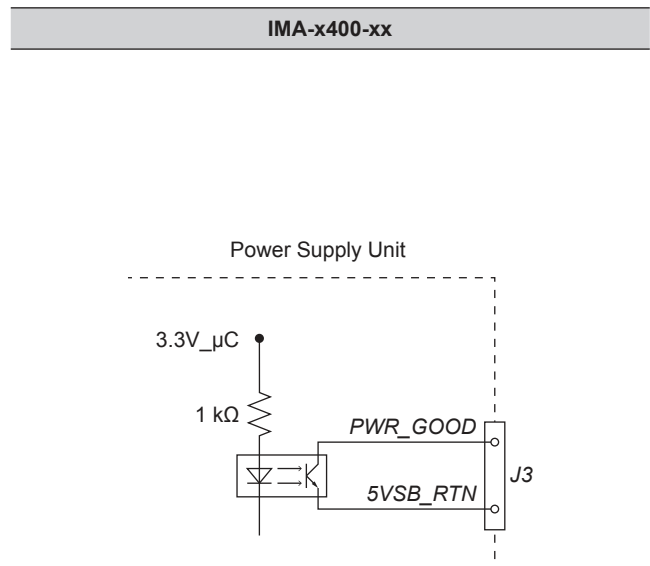 IMA-x400-xx
Power Supply Unit
3.3V_µC
1 kΩ
PWR_GOOD
J3
5VSB_RTN